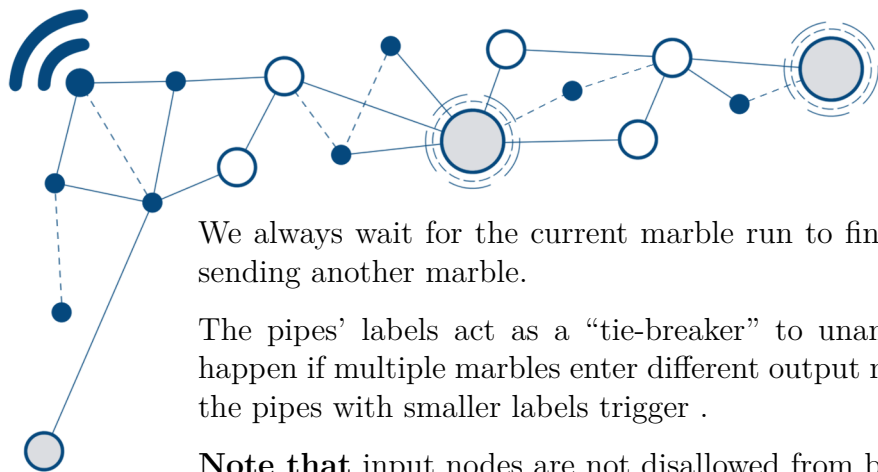 We always wait for the current marble run to
sending another marble.
The pipes' labels act as a "tie-breaker" to
happen if multiple marbles enter different output
the pipes with smaller labels trigger .
Note that input nodes are not disallowed from